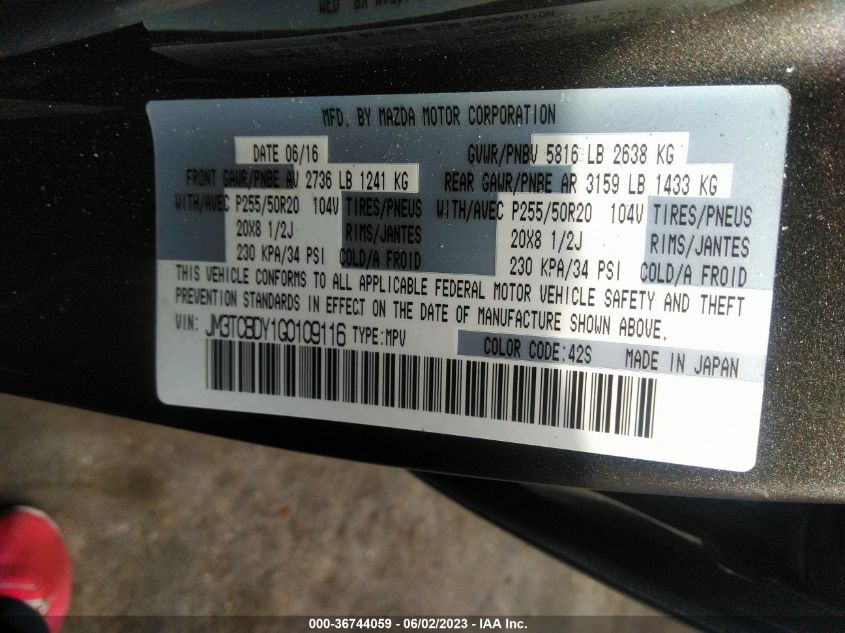 MFD. BY MAZDA MOTOR CORPORATION
DATE 06/16 GVWR/PNBV 5816 LB 2638 KG
FRONT GAWR/PNBE AV 2736 LB 1241 KG REAR GAWR/PNBE AR 3159 LB 1433 KG
WITH/AVEC P255/50R20 104V TIRES/PNEUS WITH/AVEC P255/50R20 104V TIRES/PNEUS
20X8 1/2J RIMS/JANTES 20X8 1/2J RIMS/JANTES
230 KPA/34 PSI COLD/A FROID 230 KPA/34 PSI COLD/A FROID
THIS VEHICLE CONFORMS TO ALL APPLICABLE FEDERAL MOTOR VEHICLE SAFETY AND THEFT
PREVENTION STANDARDS IN EFFECT ON THE DATE OF MANUFACTURE SHOWN ABOVE.
VIN: JM3TCBDY1G0109116 TYPE:MPV
COLOR CODE:42S MADE IN JAPAN
000-36744059 - 06/02/2023 - IAA Inc.